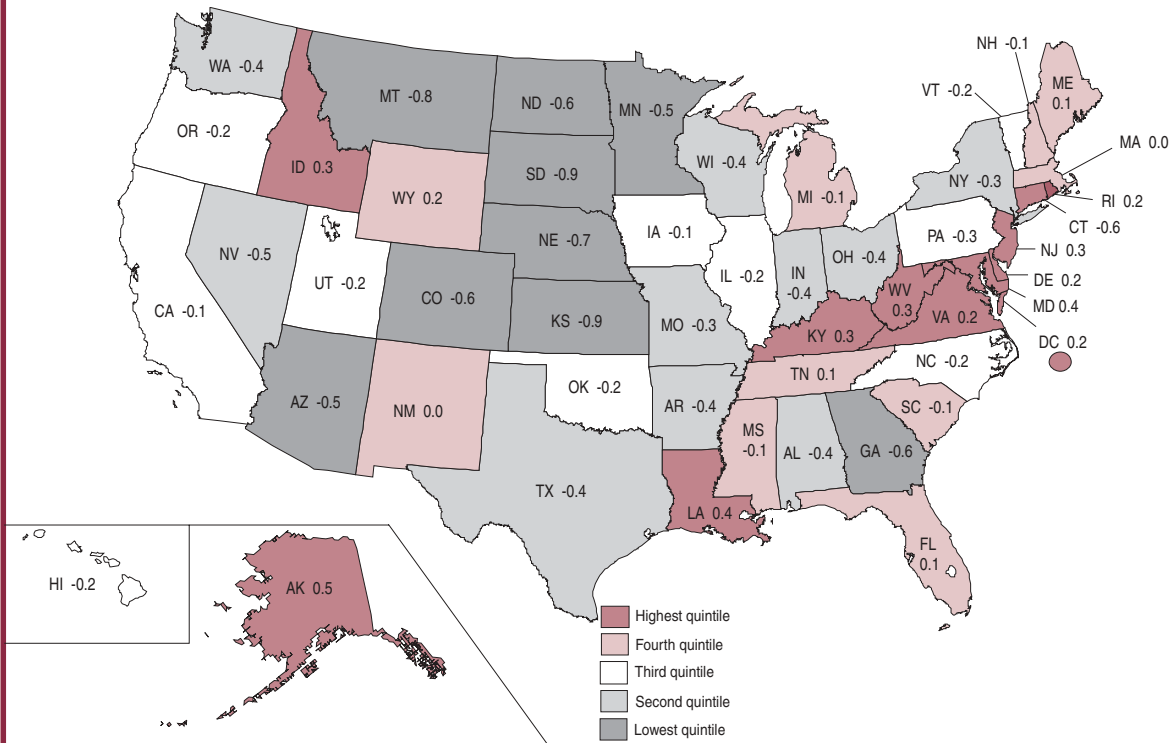 NH -0.1
WA -0.4
ME
0.1
MT -0.8
VT -0.2
ND -0.6
MN -0.5
OR -0.2
MA 0.0
WI -0.4
ID 0.3
SD -0.9
NY -0.3
WY 0.2
MI -0.1
RI 0.2
CT -0.6
IA -0.1
PA -0.3
NE -0.7
NJ 0.3
NV -0.5
OH -0.4
IL -0.2
IN
-0.4
DE 0.2
UT -0.2
WV
0.3
CO -0.6
MD 0.4
CA -0.1
VA 0.2
KS -0.9
MO -0.3
KY 0.3
DC 0.2
NC -0.2
TN 0.1
OK -0.2
AZ -0.5
AR -0.4
SC -0.1
NM 0.0
MS
-0.1
AL -0.4
GA -0.6
TX -0.4
LA 0.4
FL
0.1
HI -0.2
AK 0.5
Highest quintile
Fourth quintile
Third quintile
Second quintile
Lowest quintile